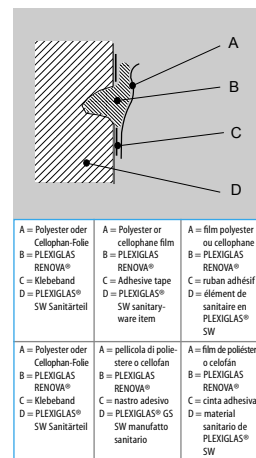 A
B
C
D
A = Polyester oder
Cellophan-Folie
B = PLEXIGLAS
RENOVA®
C = Klebeband
D = PLEXIGLAS®
SW Sanitärteil
A = Polyester or
cellophane film
B = PLEXIGLAS
RENOVA®
C = Adhesive tape
D = PLEXIGLAS®
SW sanitary-
ware item
A = film polyester
ou cellophane
B = PLEXIGLAS
RENOVA®
C = ruban adhésif
D = élément de
sanitaire en
PLEXIGLAS®
SW
A = Polyester oder
Cellophan-Folie
B = PLEXIGLAS
RENOVA®
C = Klebeband
D = PLEXIGLAS®
SW Sanitärteil
A = pellicola di polie-
stere o cellofan
B = PLEXIGLAS
RENOVA®
C = nastro adesivo
D = PLEXIGLAS® GS
SW manufatto
sanitario
A = film de poliéster
o celofán
B = PLEXIGLAS
RENOVA®
C = cinta adhesiva
D = material
sanitario de
PLEXIGLAS®
SW